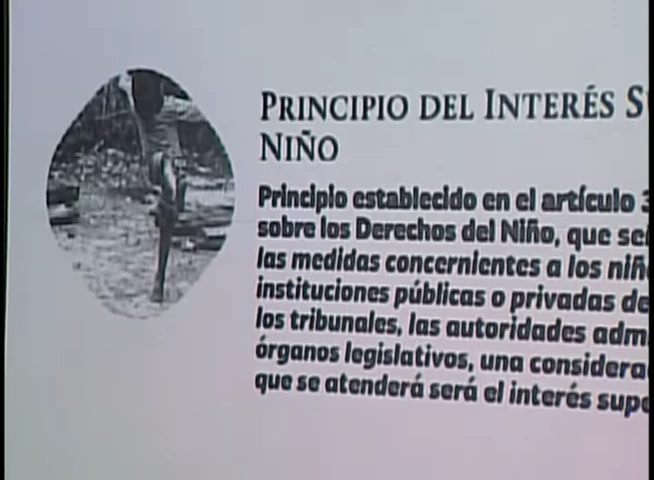 PRINCIPIO DEL INTERÉS S
NIÑO
Principio establecido en el artículo 3
sobre los Derechos del Niño, que se
las medidas concernientes a los niñ
instituciones públicas o privadas de
los tribunales, las autoridades adm
órganos legislativos, una considera
que se atenderá será el interés supe